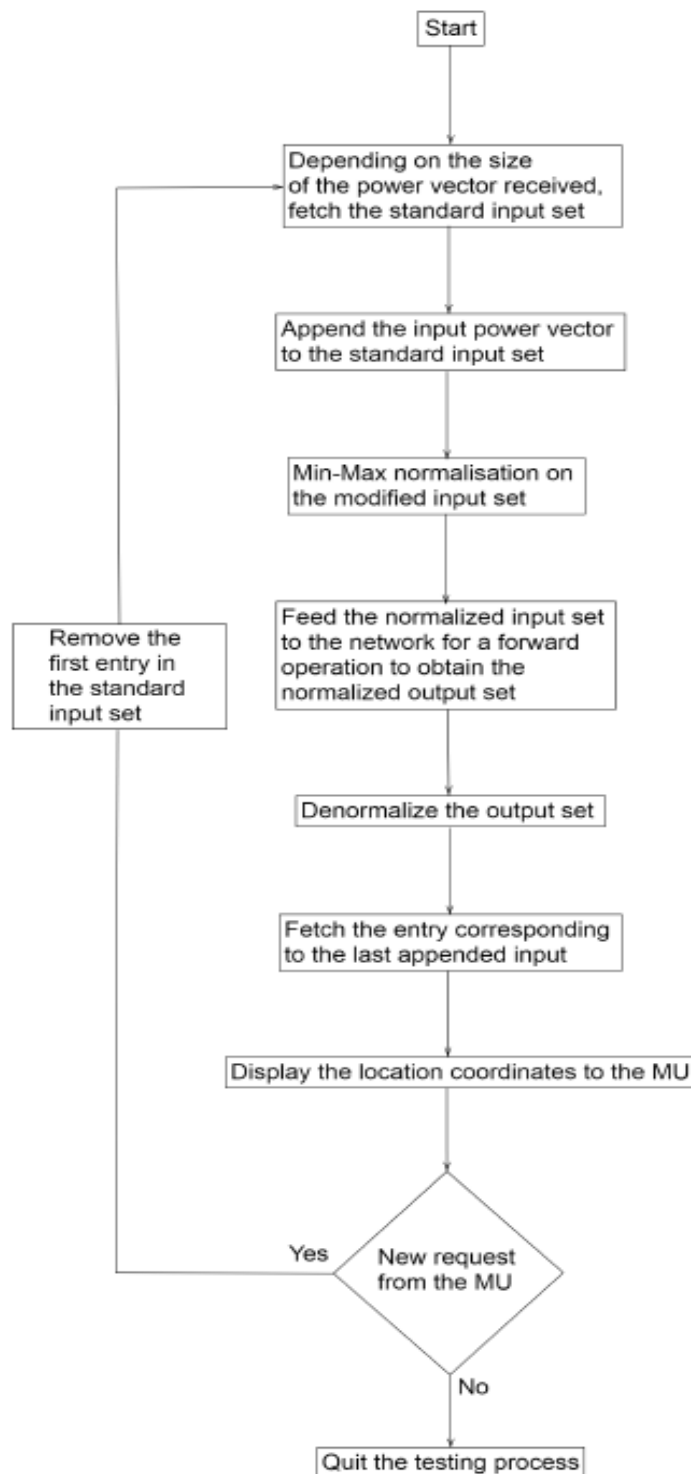 Start
Depending on the size
of the power vector received,
fetch the standard input set
Append the input power vector
to the standard input set
Min-Max normalisation on
the modified input set
Feed the normalized input set
to the network for a forward
operation to obtain the
normalized output set
Remove the
first entry in
the standard
input set
Denormalize the output set
Fetch the entry corresponding
to the last appended input
Display the location coordinates to the MU
Yes
New request
from the MU
No
Quit the testing process